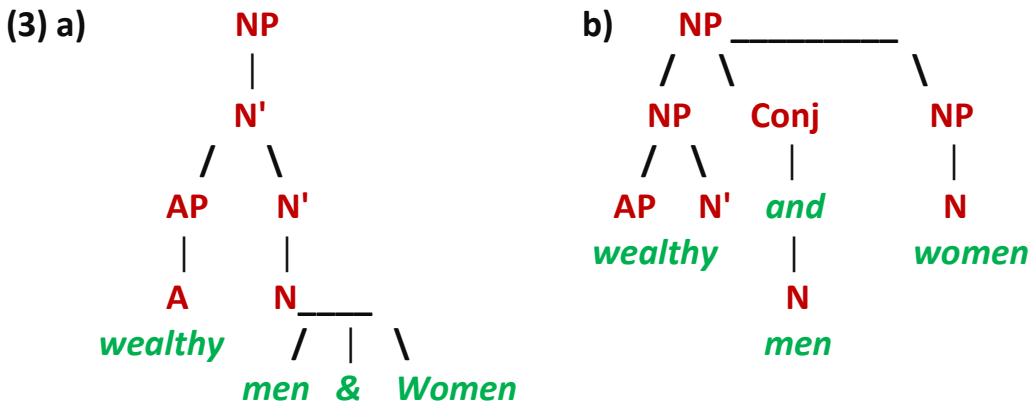 (3) a) NP b) NP
N' NP Conj NP
AP N' AP N' and N
wealthy women
A N N
wealthy men
men & Women